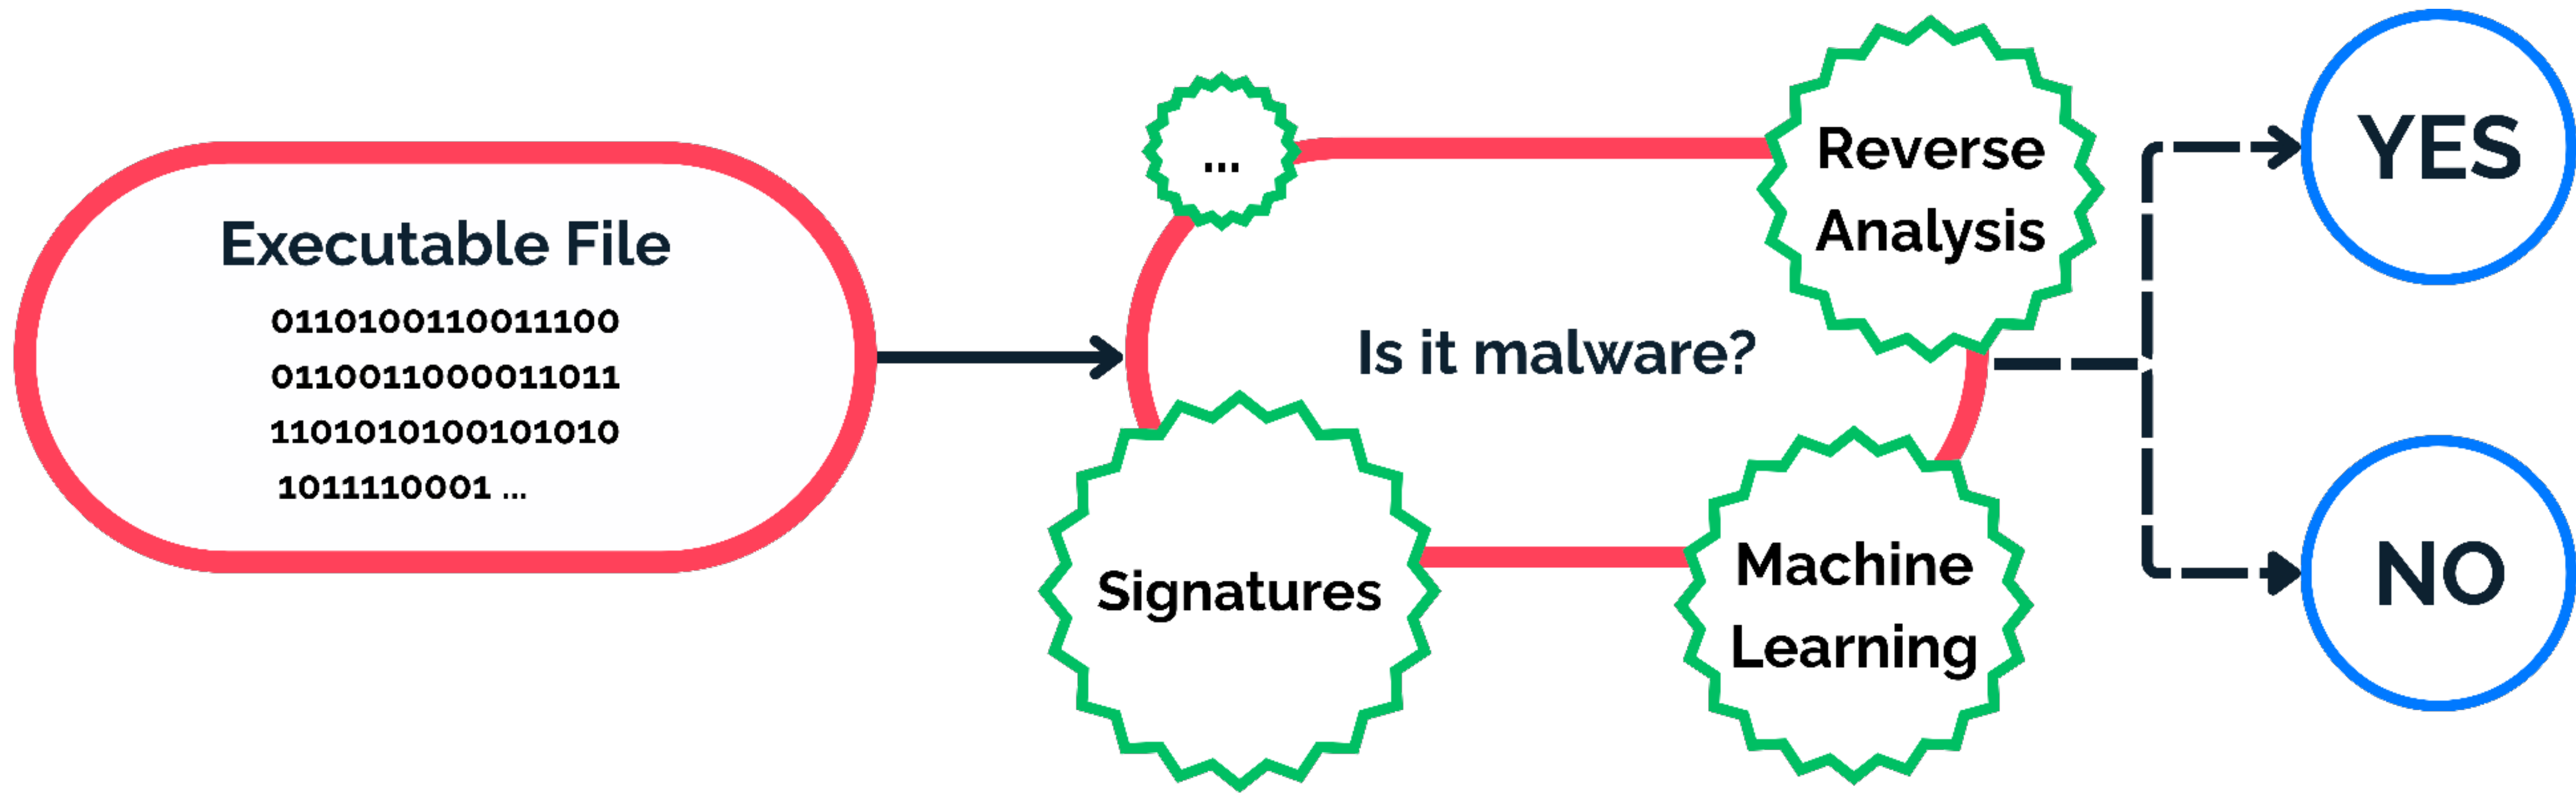 Executable File
0110100110011100
0110011000011011
1101010100101010
1011110001 ...
...
Reverse
Analysis
Is it malware?
Signatures
Machine
Learning
YES
NO